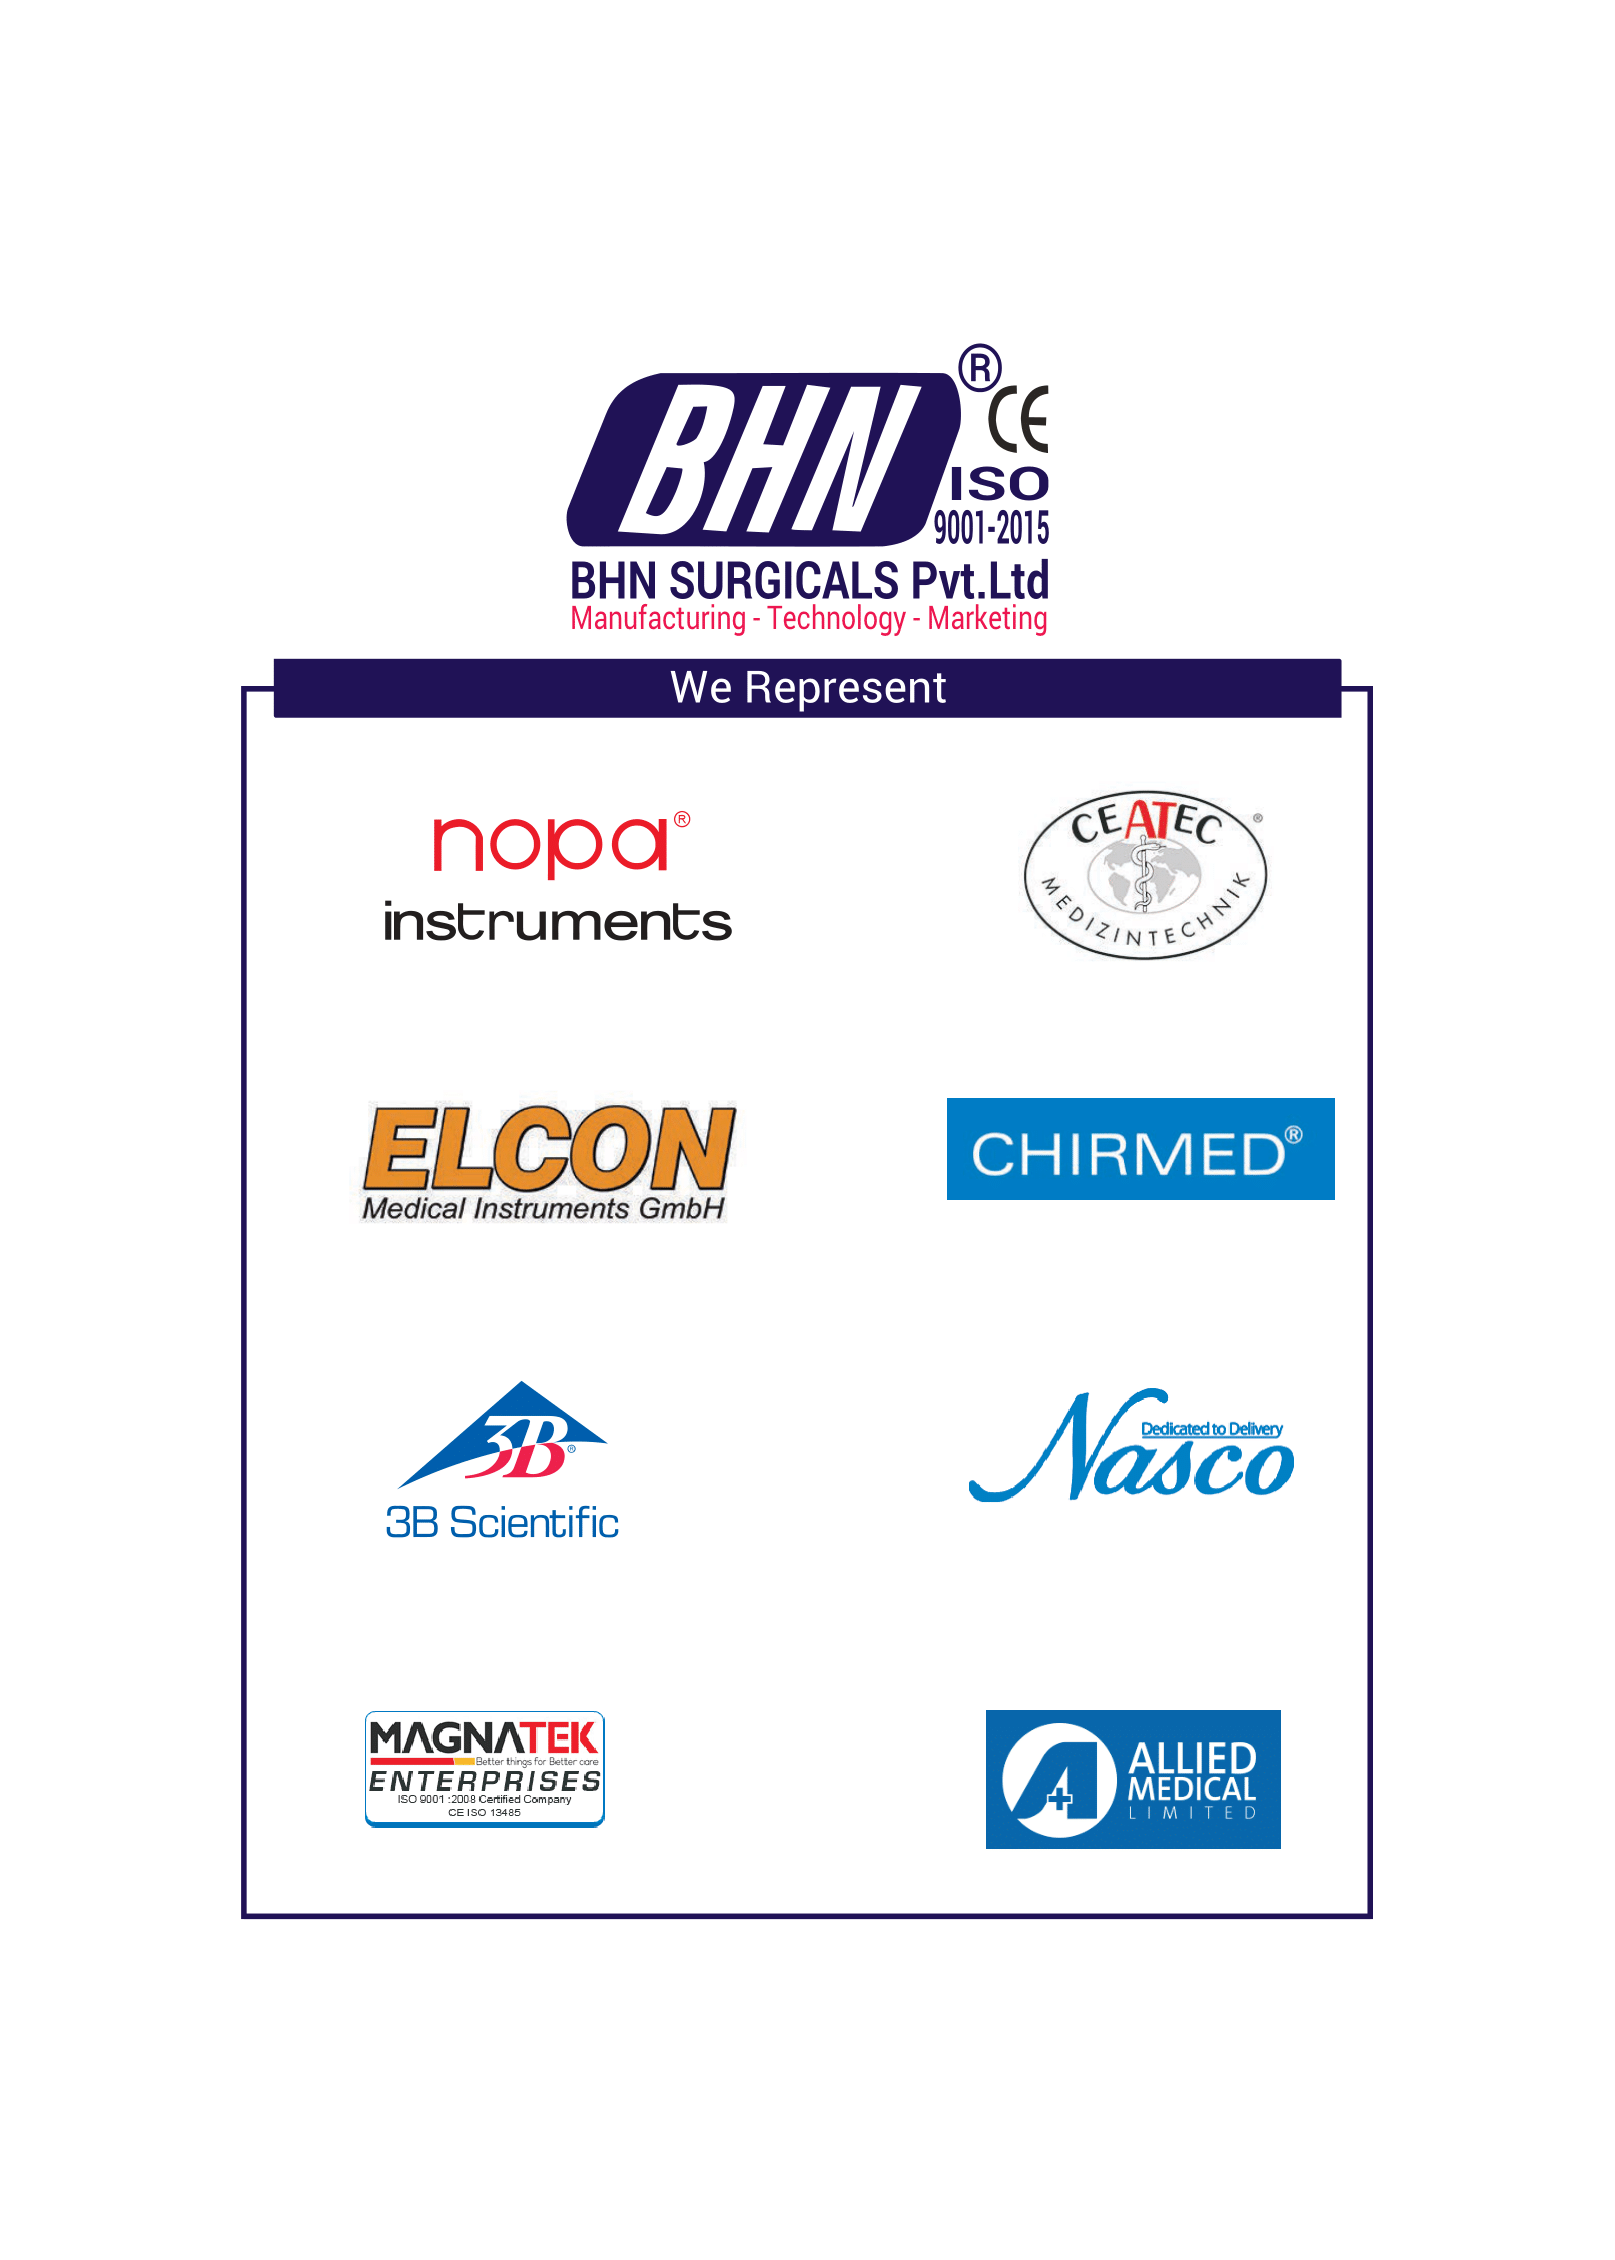 BHN ®
CE
ISO
9001-2015
BHN SURGICALS Pvt.Ltd
Manufacturing - Technology - Marketing
We Represent
nopa®
instruments
CEATEC ®
MEDIZINTECHNIK
ELCON
Medical Instruments GmbH
CHIRMED®
3B®
3B Scientific
Dedicated to Delivery
Nasco
MAGNATEK
Better things for Better care
ENTERPRISES
ISO 9001 :2008 Certified Company
CE ISO 13485
ALLIED
MEDICAL
LIMITED